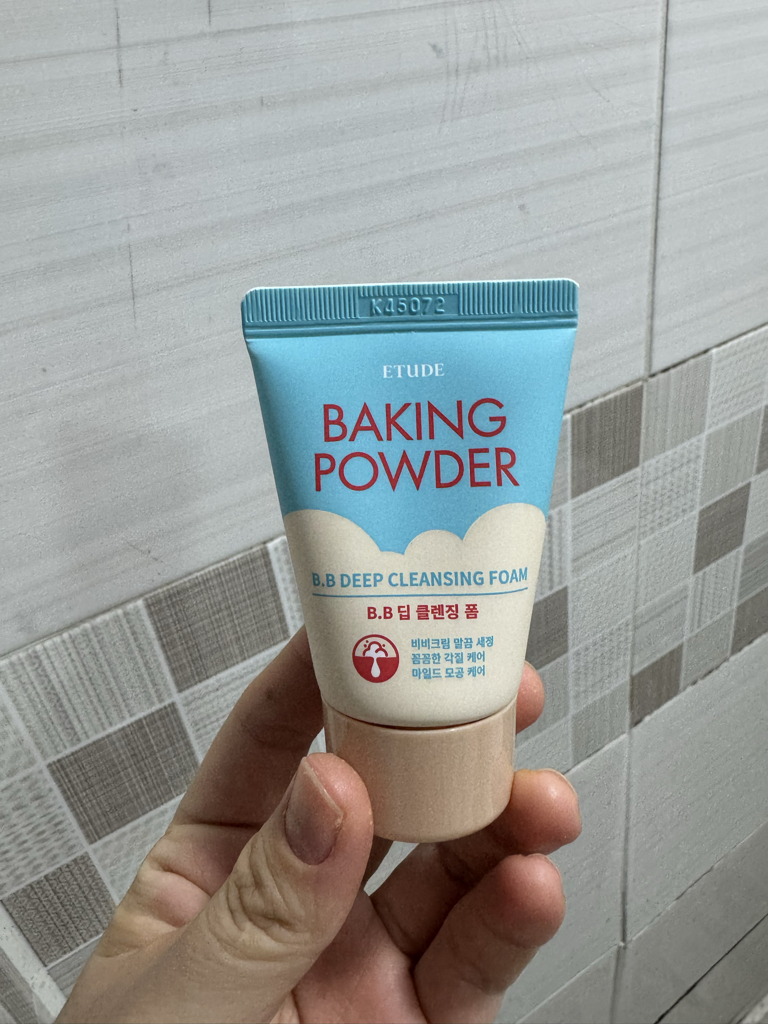 K45072
ETUDE
BAKING
POWDER
B.B DEEP CLEANSING FOAM
B.B 딥 클렌징 폼
비비크림 말끔 세정
꼼꼼한 각질 케어
마일드 모공 케어